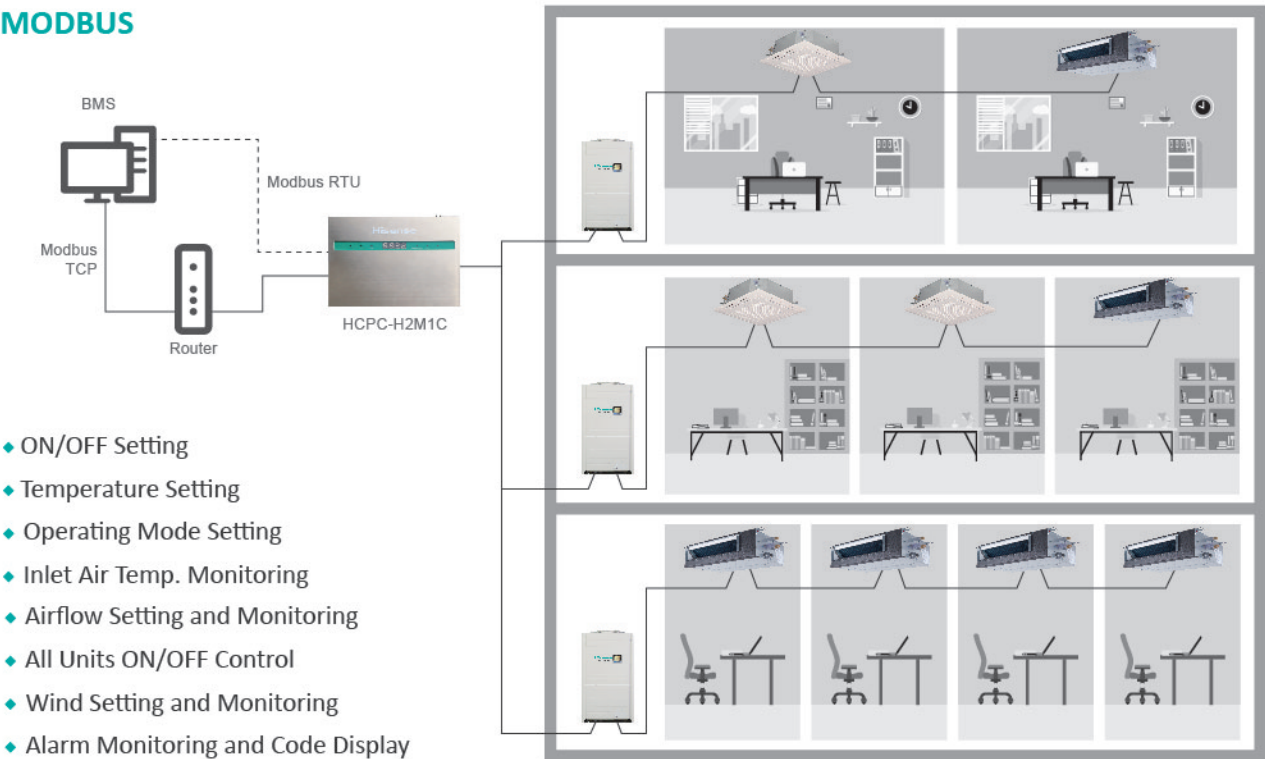 MODBUS
BMS
Modbus RTU
Modbus
TCP
Hisense
HCPC-H2M1C
Router
ON/OFF Setting
Temperature Setting
Operating Mode Setting
Inlet Air Temp. Monitoring
Airflow Setting and Monitoring
All Units ON/OFF Control
Wind Setting and Monitoring
Alarm Monitoring and Code Display